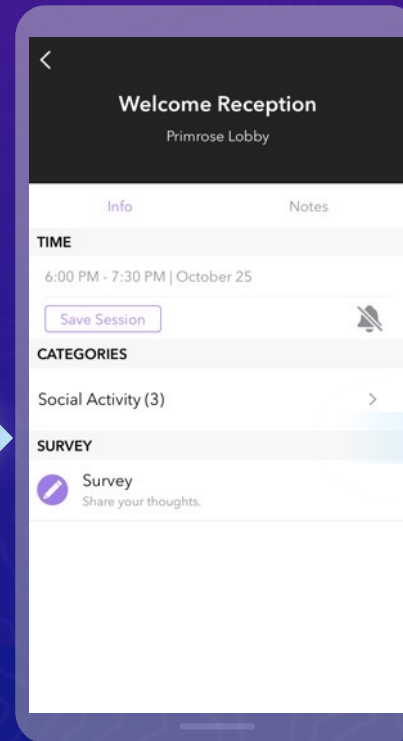 Welcome Reception
Primrose Lobby
Info Notes
TIME
6:00 PM - 7:30 PM | October 25
Save Session
CATEGORIES
Social Activity (3)
SURVEY
Survey
Share your thoughts.